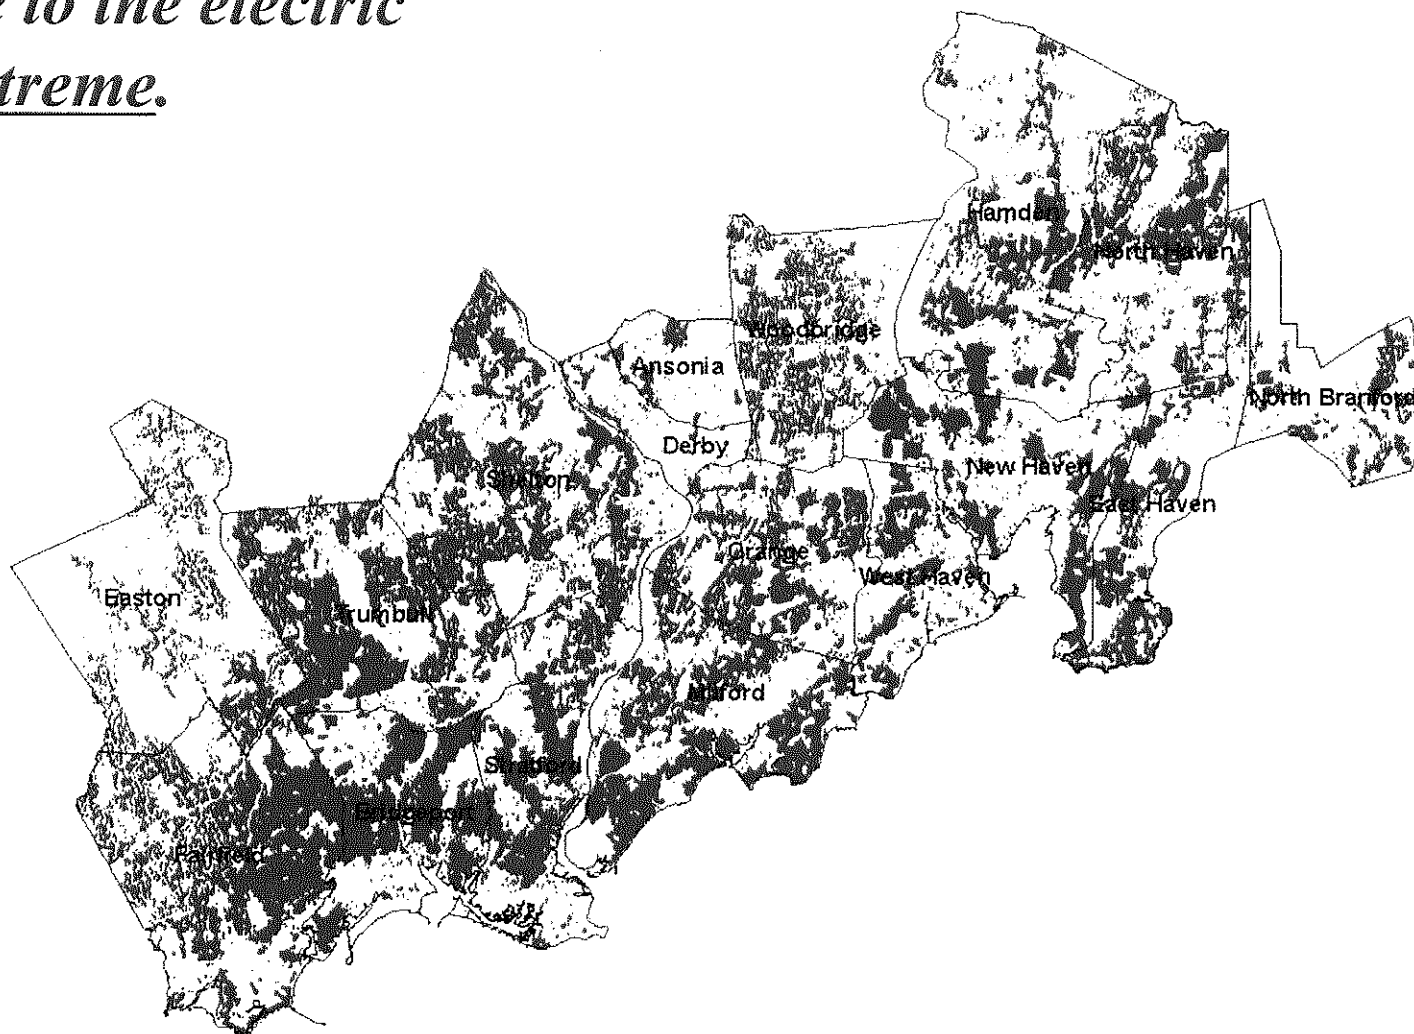 to the electric
treme.
Hamden
North Haven
Woodbridge
Ansonia
North Branford
Derby
New Haven
Shelton
East Haven
Orange
West Haven
Easton
Trumbull
Milford
Stratford
Bridgeport
Fairfield